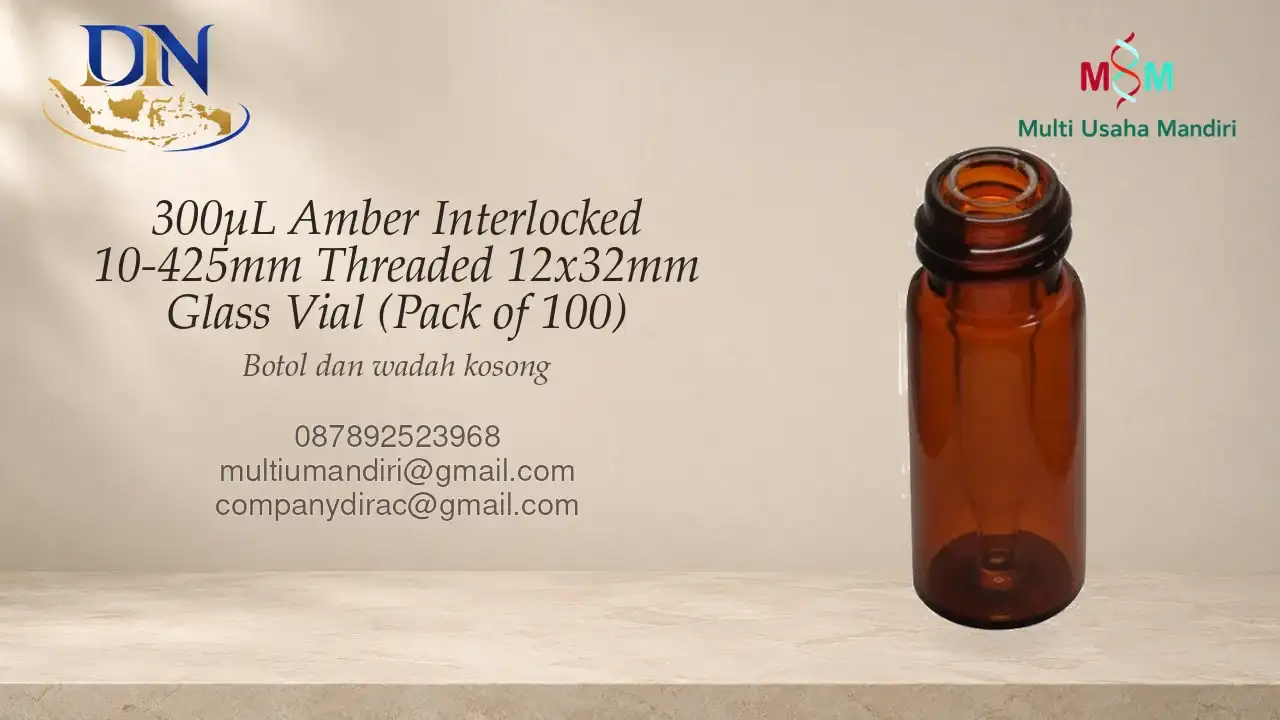 DIN
MSM
Multi Usaha Mandiri
300µL Amber Interlocked
10-425mm Threaded 12x32mm
Glass Vial (Pack of 100)
Botol dan wadah kosong
087892523968
multiumandiri@gmail.com
companydirac@gmail.com